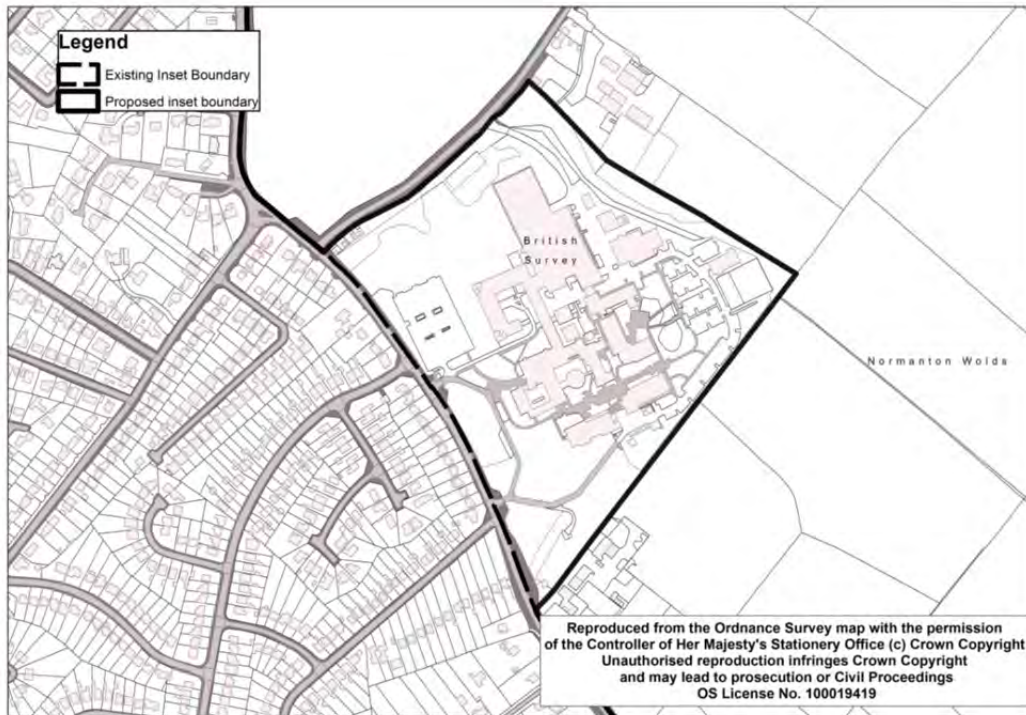 Legend
Existing Inset Boundary
Proposed inset boundary
British
Survey
Normanton Wolds
Reproduced from the Ordnance Survey map with the permission
of the Controller of Her Majesty's Stationery Office (c) Crown Copyright
Unauthorised reproduction infringes Crown Copyright
and may lead to prosecution or Civil Proceedings
OS License No. 100019419